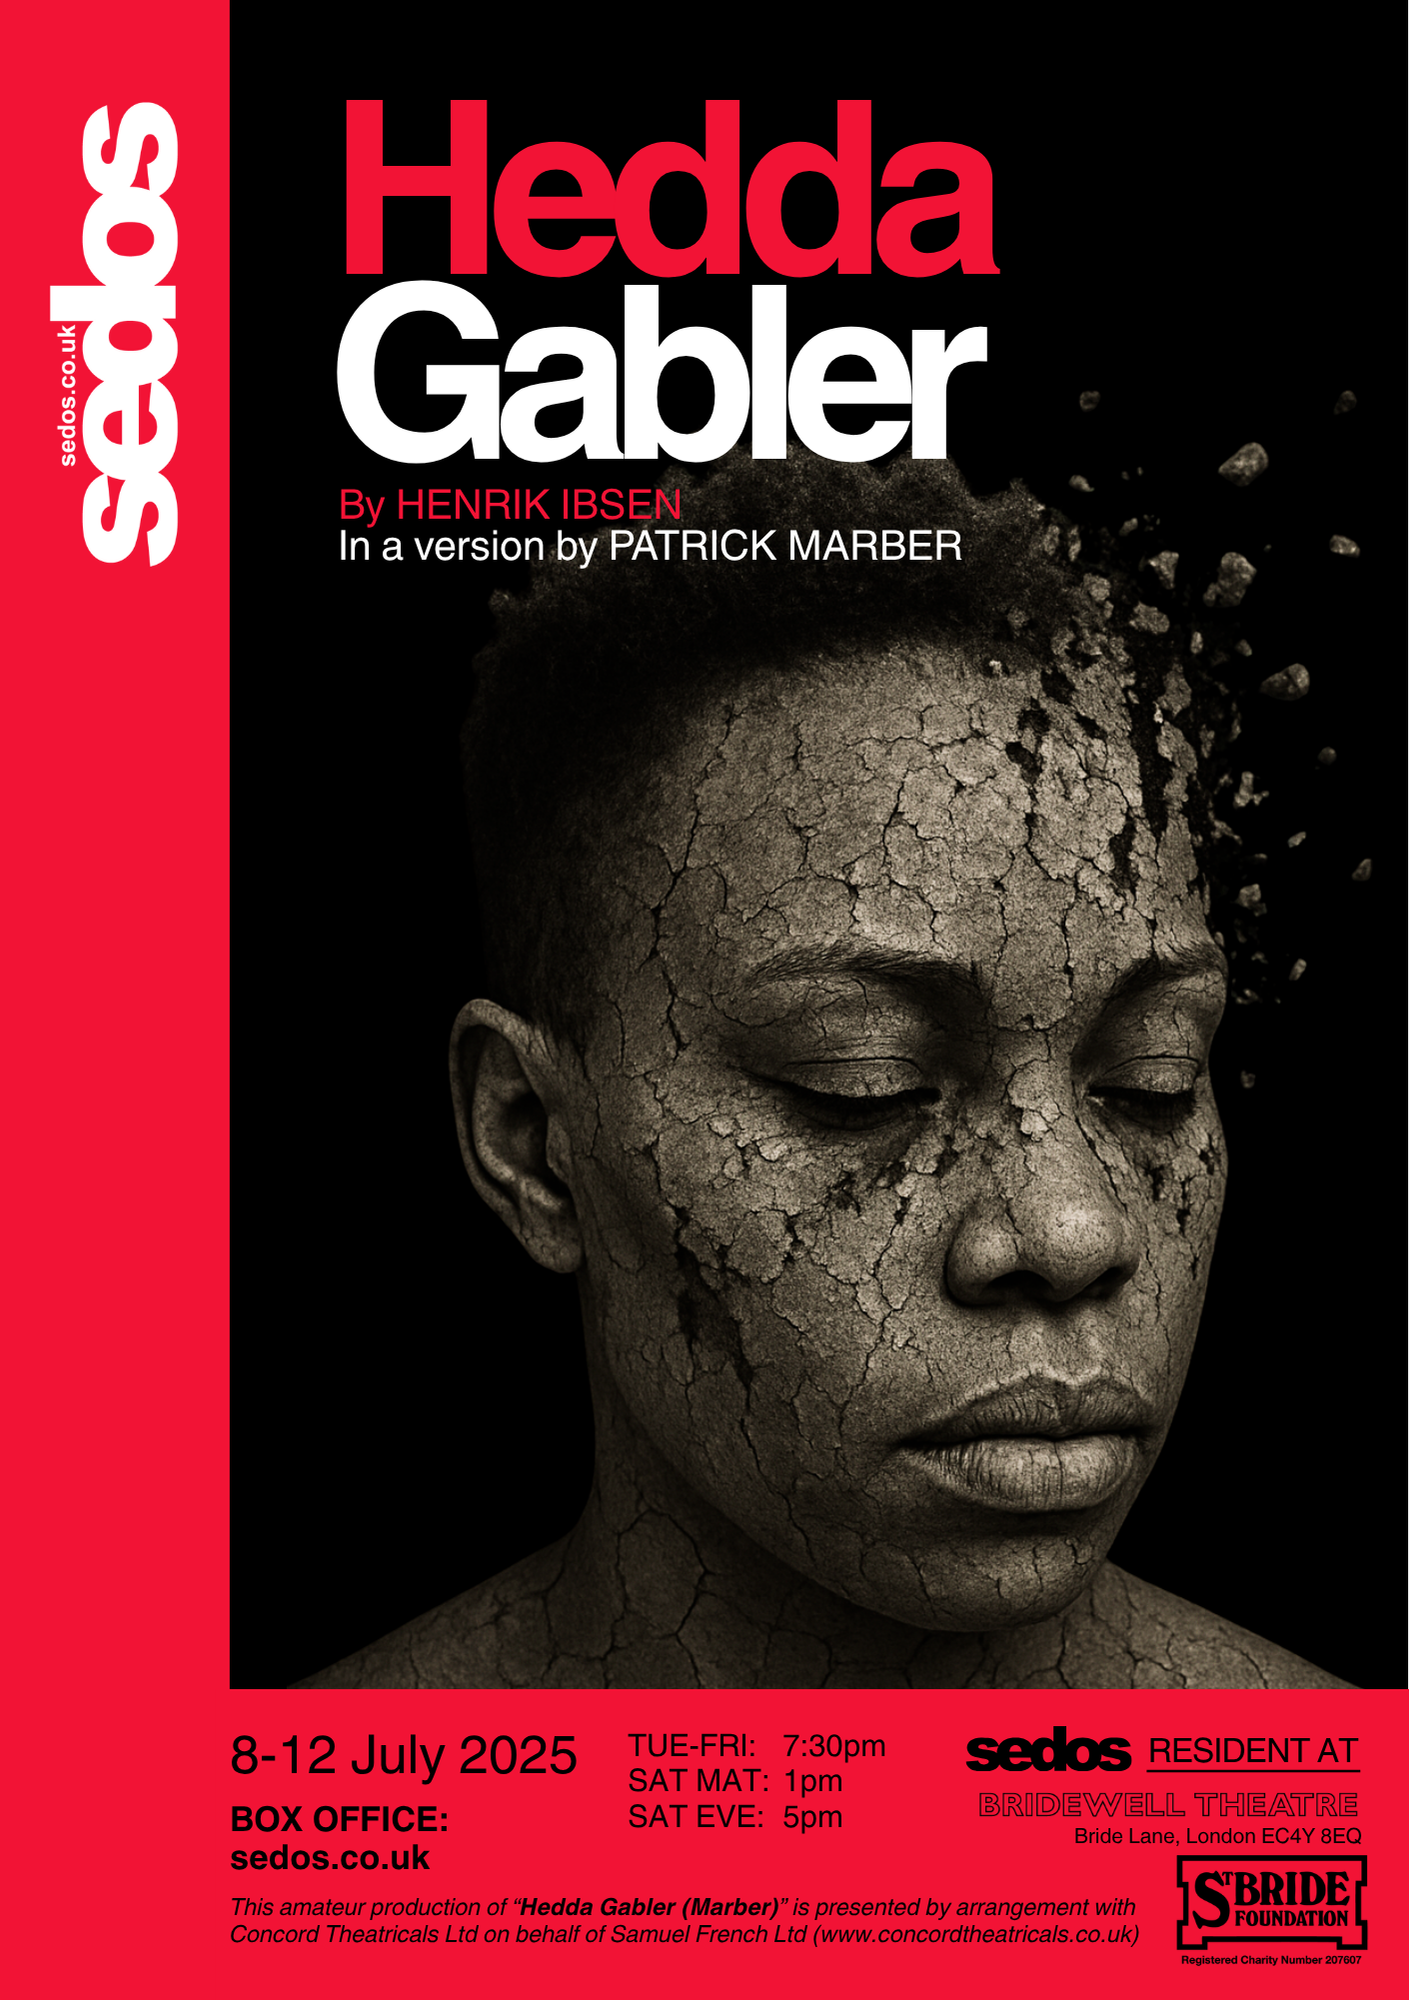 sedos
sedos.co.uk
Hedda
Gabler
By HENRIK IBSEN
In a version by PATRICK MARBER
8-12 July 2025
BOX OFFICE:
sedos.co.uk
TUE-FRI: 7:30pm
SAT MAT: 1pm
SAT EVE: 5pm
sedos RESIDENT AT
BRIDEWELL THEATRE
Bride Lane, London EC4Y 8EQ
ST BRIDE
FOUNDATION
Registered Charity Number 207607
This amateur production of “Hedda Gabler (Marber)” is presented by arrangement with
Concord Theatricals Ltd on behalf of Samuel French Ltd (www.concordtheatricals.co.uk)